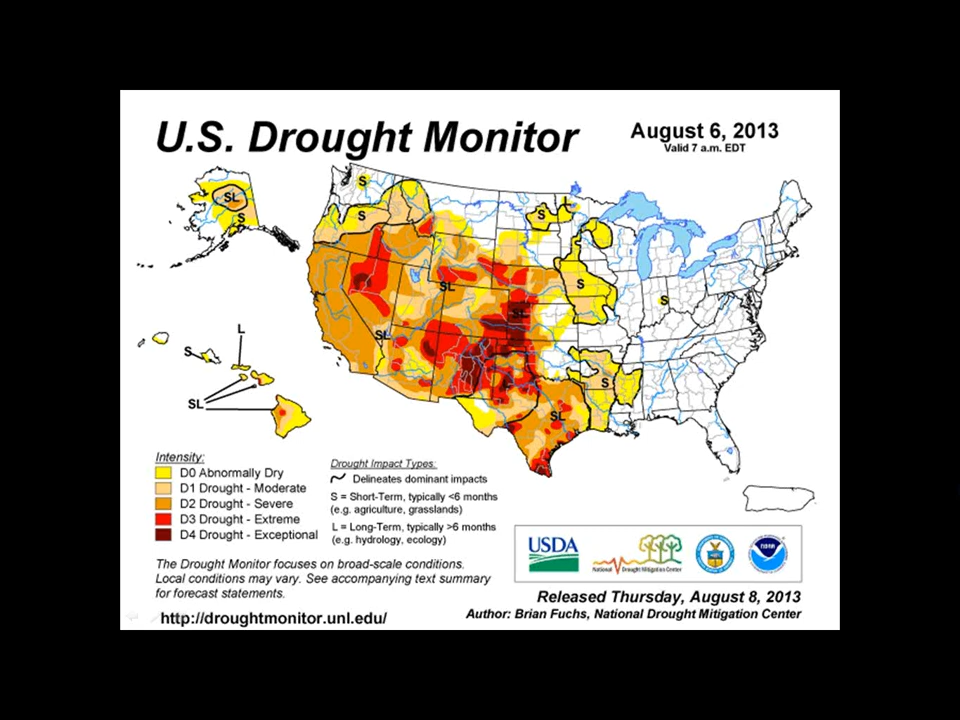 U.S. Drought Monitor
August 6, 2013
Valid 7 a.m. EDT
S
SL
S
S
S
S
SL
S
SL
S
SL
L
S
SL
S
SL
Intensity:
D0 Abnormally Dry
D1 Drought - Moderate
D2 Drought - Severe
D3 Drought - Extreme
D4 Drought - Exceptional
Drought Impact Types:
Delineates dominant impacts
S = Short-Term, typically <6 months
(e.g. agriculture, grasslands)
L = Long-Term, typically >6 months
(e.g. hydrology, ecology)
USDA
National Drought Mitigation Center
NOAA
The Drought Monitor focuses on broad-scale conditions.
Local conditions may vary. See accompanying text summary
for forecast statements.
http://droughtmonitor.unl.edu/
Released Thursday, August 8, 2013
Author: Brian Fuchs, National Drought Mitigation Center